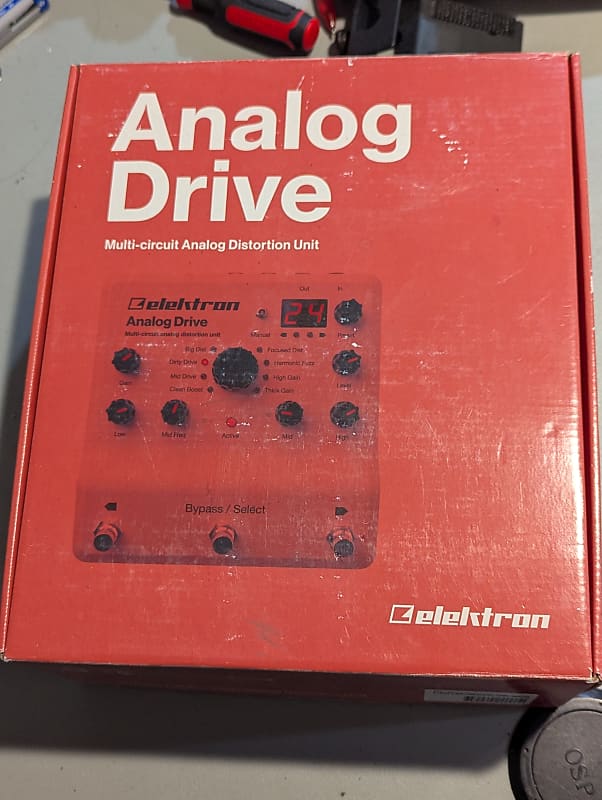 Analog
Drive
Multi-circuit Analog Distortion Unit
Out
In
elektron
Analog Drive
Multi-circuit analog distortion unit
24
Manual
Big Dist
Focused Dist
Dirty Drive
Harmonic Fuzz
Mid Drive
High Gain
Clean Boost
Thick Gain
Gain
Level
Low
Mid Freq
Active
Mid
High
Bypass / Select
elektron
OSP